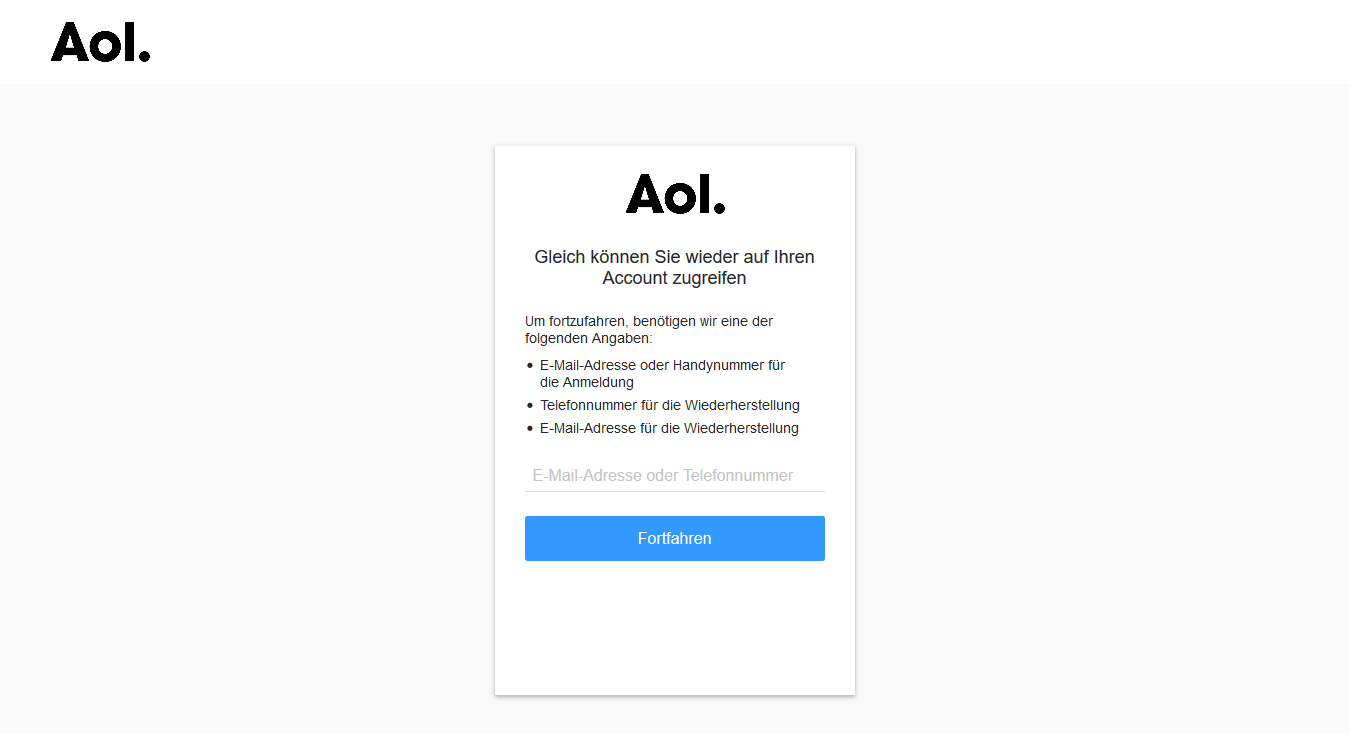 Aol.
Aol.
Gleich können Sie wieder auf Ihren
Account zugreifen
Um fortzufahren, benötigen wir eine der
folgenden Angaben:
• E-Mail-Adresse oder Handynummer für
die Anmeldung
• Telefonnummer für die Wiederherstellung
• E-Mail-Adresse für die Wiederherstellung
E-Mail-Adresse oder Telefonnummer
Fortfahren